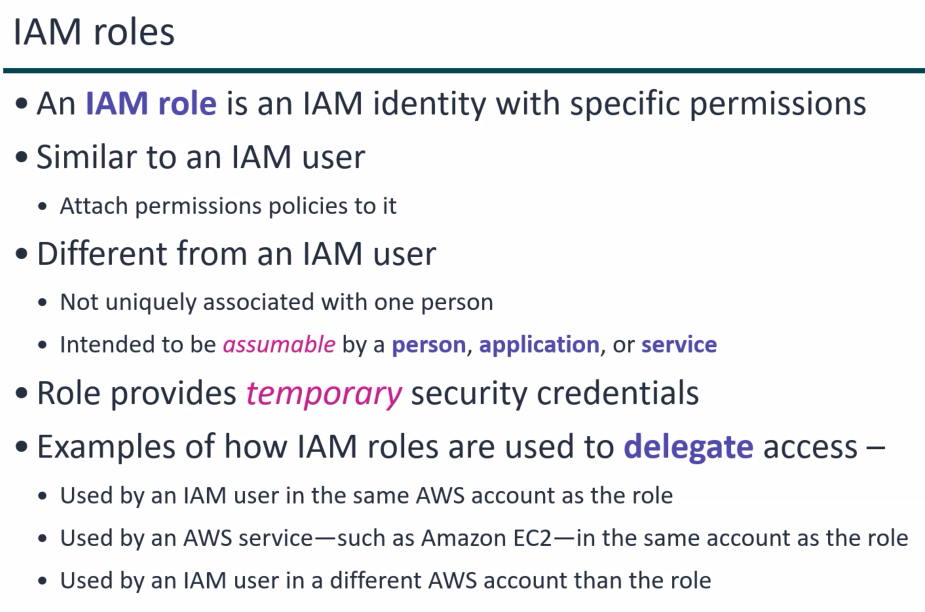 IAM roles
• An IAM role is an IAM identity with specific permissions
• Similar to an IAM user
• Attach permissions policies to it
• Different from an IAM user
• Not uniquely associated with one person
• Intended to be assumable by a person, application, or service
• Role provides temporary security credentials
• Examples of how IAM roles are used to delegate access –
• Used by an IAM user in the same AWS account as the role
• Used by an AWS service—such as Amazon EC2—in the same account as the role
• Used by an IAM user in a different AWS account than the role